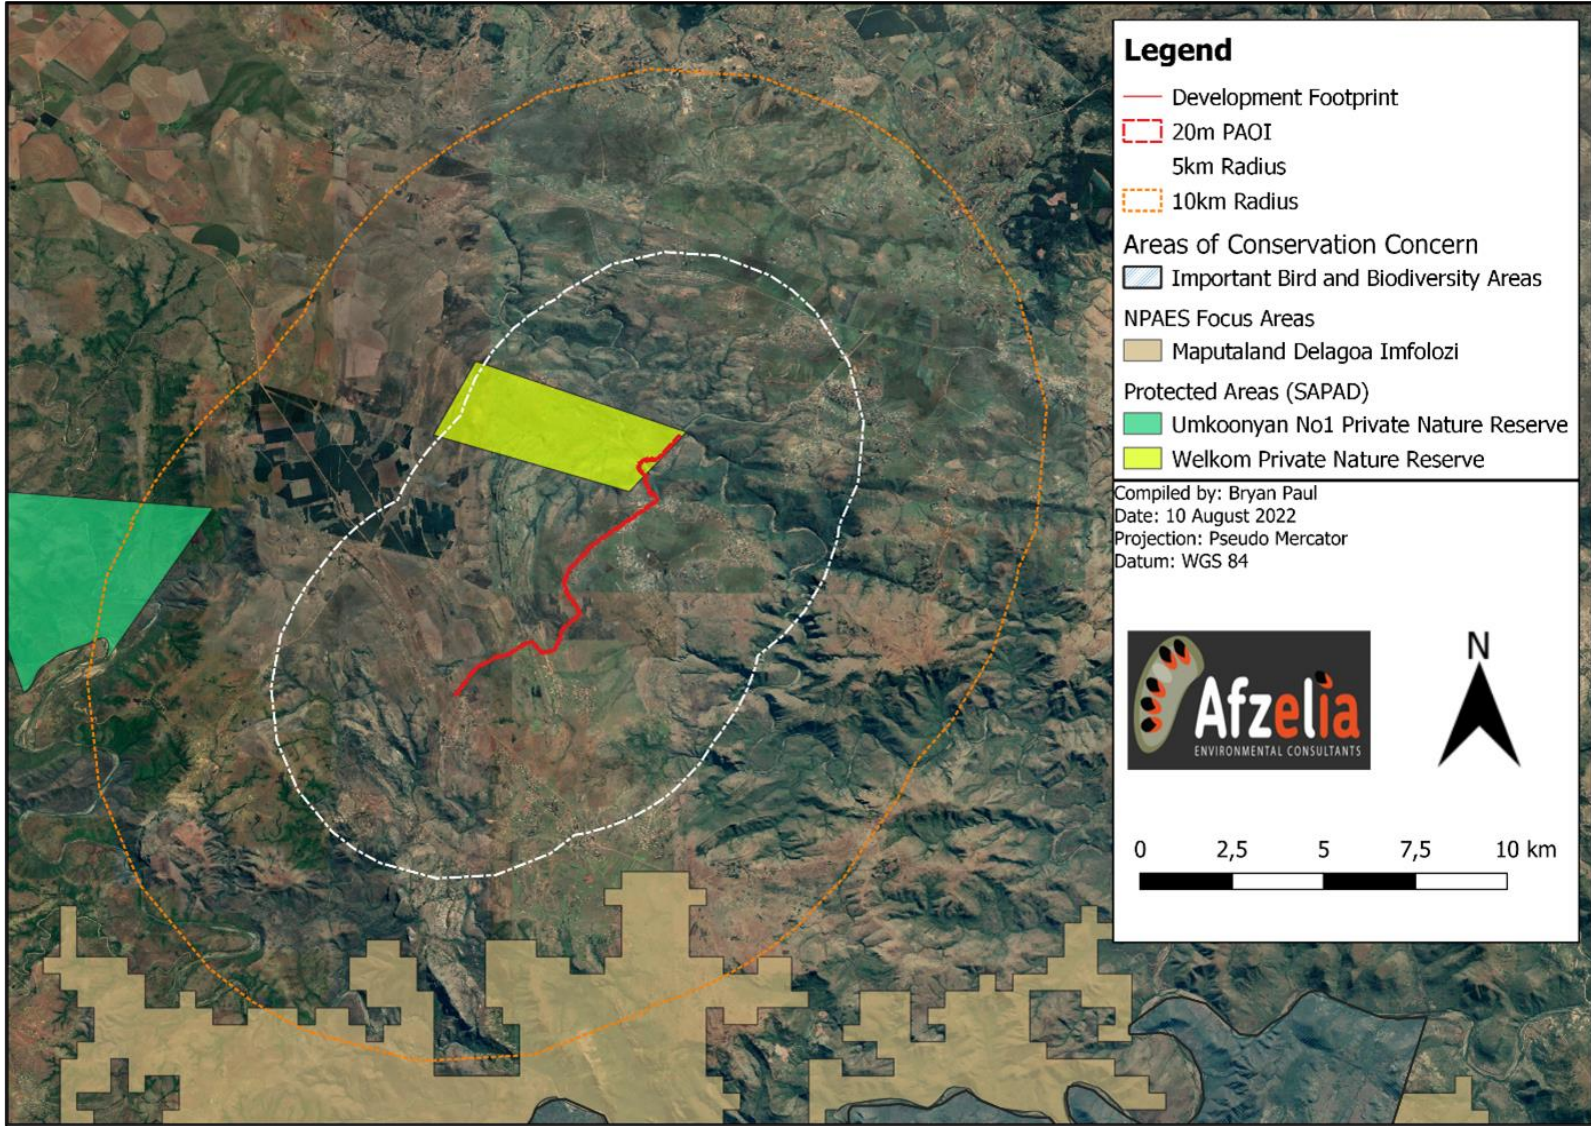 Legend
Development Footprint
20m PAOI
5km Radius
10km Radius
Areas of Conservation Concern
Important Bird and Biodiversity Areas
NPAES Focus Areas
Maputaland Delagoa Imfolozi
Protected Areas (SAPAD)
Umkoonyan No1 Private Nature Reserve
Welkom Private Nature Reserve
Compiled by: Bryan Paul
Date: 10 August 2022
Projection: Pseudo Mercator
Datum: WGS 84
Afzelia
ENVIRONMENTAL CONSULTANTS
N
0 2,5 5 7,5 10 km